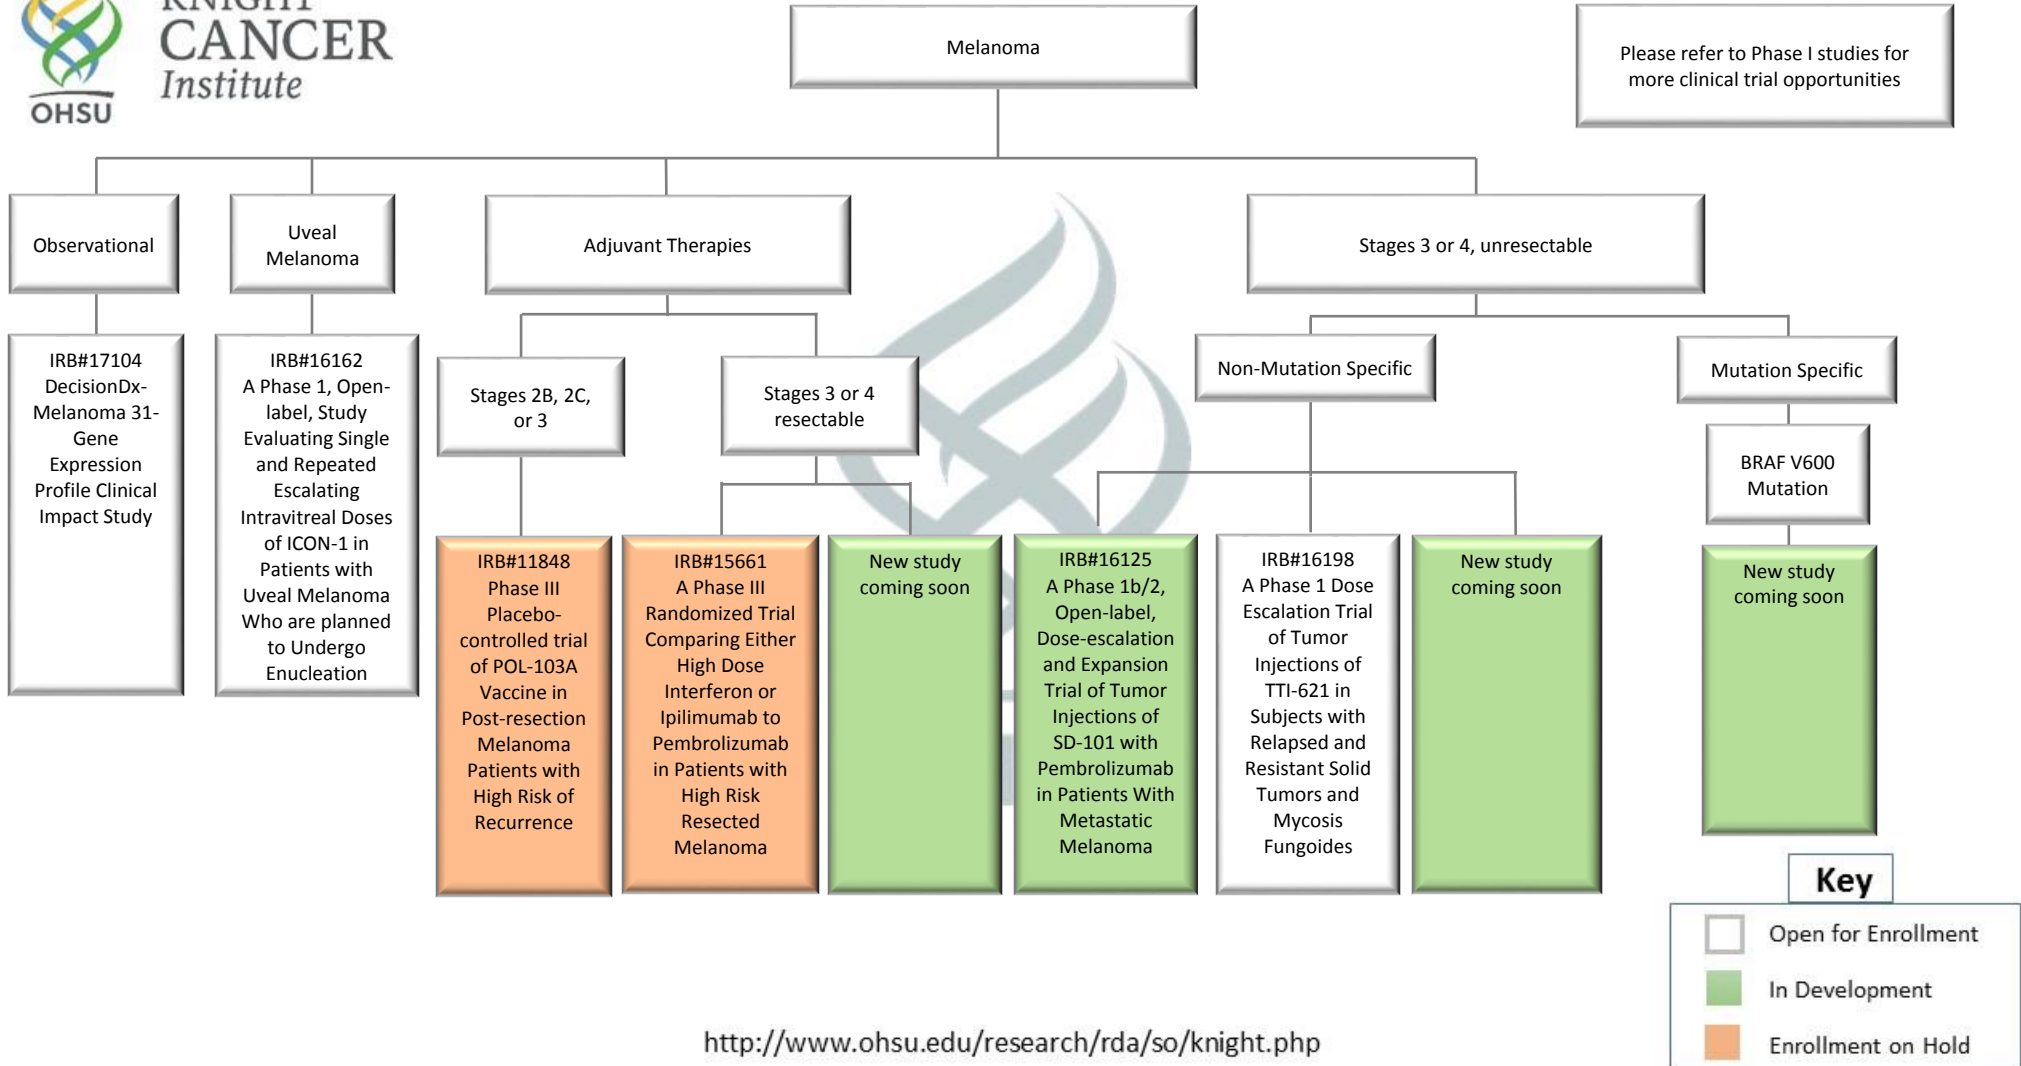 KNIGHT
CANCER
Institute
OHSU
Melanoma
Please refer to Phase I studies for
more clinical trial opportunities
Observational
Uveal
Melanoma
Adjuvant Therapies
Stages 3 or 4, unresectable
IRB#17104
DecisionDx-
Melanoma 31-
Gene
Expression
Profile Clinical
Impact Study
IRB#16162
A Phase 1, Open-
label, Study
Evaluating Single
and Repeated
Escalating
Intravitreal Doses
of ICON-1 in
Patients with
Uveal Melanoma
Who are planned
to Undergo
Enucleation
Stages 2B, 2C,
or 3
Stages 3 or 4
resectable
Non-Mutation Specific
Mutation Specific
BRAF V600
Mutation
IRB#11848
Phase III
Placebo-
controlled trial
of POL-103A
Vaccine in
Post-resection
Melanoma
Patients with
High Risk of
Recurrence
IRB#15661
A Phase III
Randomized Trial
Comparing Either
High Dose
Interferon or
Ipilimumab to
Pembrolizumab
in Patients with
High Risk
Resected
Melanoma
New study
coming soon
IRB#16125
A Phase 1b/2,
Open-label,
Dose-escalation
and Expansion
Trial of Tumor
Injections of
SD-101 with
Pembrolizumab
in Patients With
Metastatic
Melanoma
IRB#16198
A Phase 1 Dose
Escalation Trial
of Tumor
Injections of
TTI-621 in
Subjects with
Relapsed and
Resistant Solid
Tumors and
Mycosis
Fungoides
New study
coming soon
New study
coming soon
Key
Open for Enrollment
In Development
Enrollment on Hold
http://www.ohsu.edu/research/rda/so/knight.php